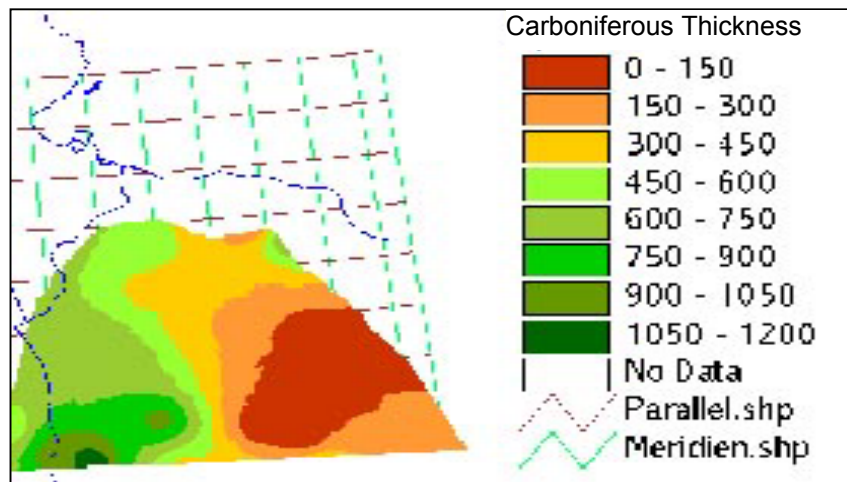 Carboniferous Thickness
0 - 150
150 - 300
300 - 450
450 - 600
600 - 750
750 - 900
900 - 1050
1050 - 1200
No Data
Parallel.shp
Meridien.shp